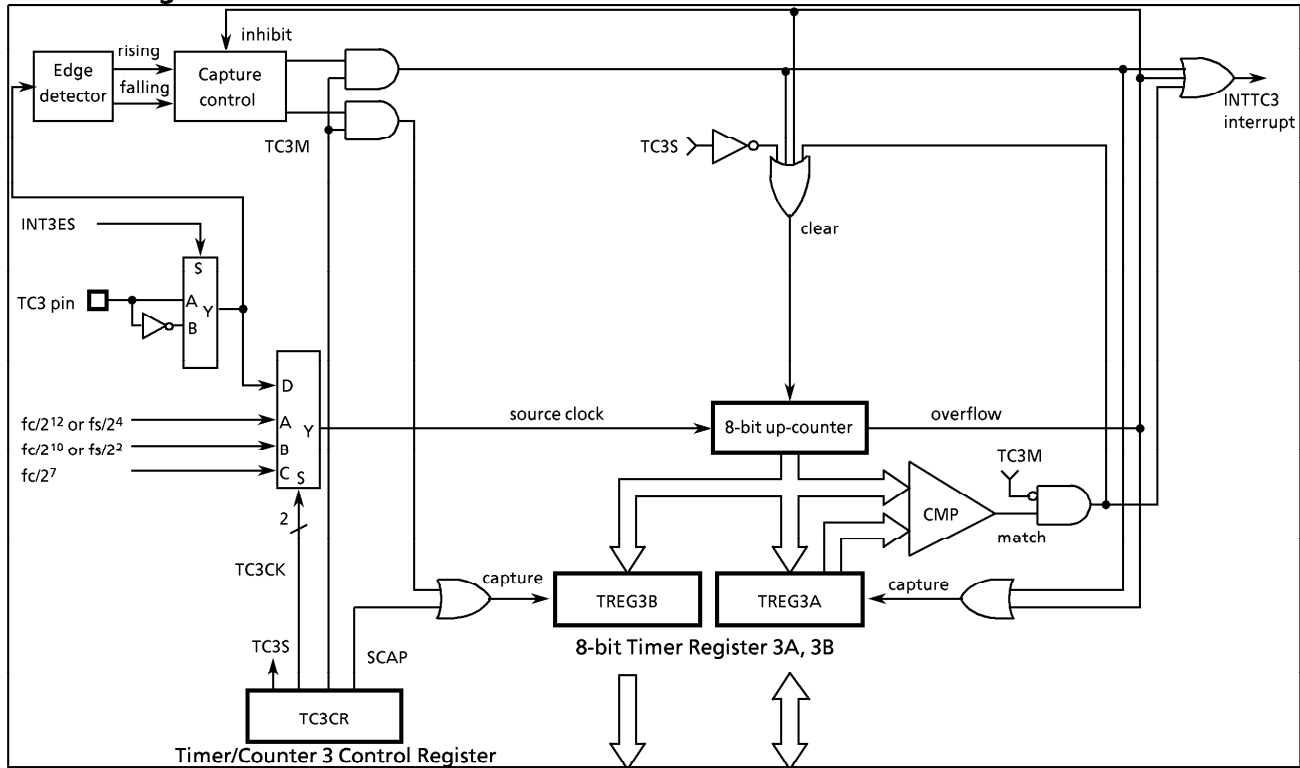 inhibit
rising
Edge
detector
falling
Capture
control
INTTC3
interrupt
TC3M
TC3S
clear
INT3ES
S
TC3 pin
A
Y
B
D
fc/2¹² or fs/2⁴
A
Y
source clock
8-bit up-counter
overflow
fc/2¹⁰ or fs/2²
B
fc/2⁷
C
S
TC3M
CMP
match
2
TC3CK
capture
TREG3B
TREG3A
capture
8-bit Timer Register 3A, 3B
TC3S
SCAP
TC3CR
Timer/Counter 3 Control Register